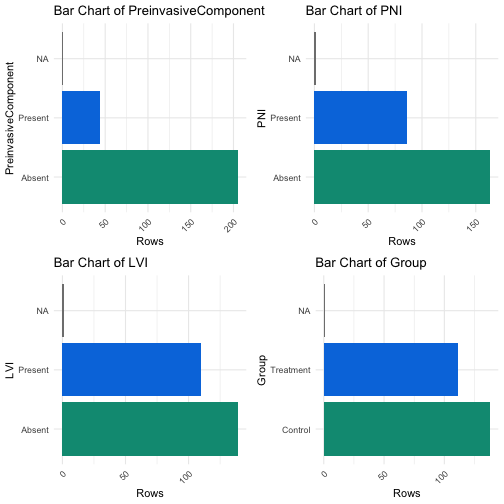 Bar Chart of PreinvasiveComponent
PreinvasiveComponent
NA
Present
Absent
0
50
100
150
200
Rows
Bar Chart of PNI
PNI
NA
Present
Absent
0
50
100
150
Rows
Bar Chart of LVI
LVI
NA
Present
Absent
0
100
Rows
Bar Chart of Group
Group
NA
Treatment
Control
0
100
Rows